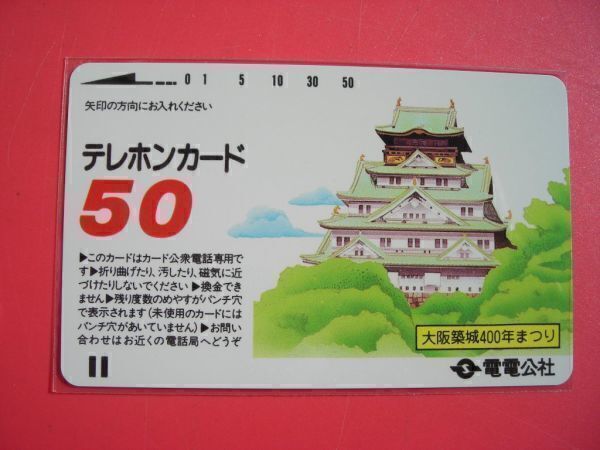 0 1 5 10 30 50
矢印の方向にお入れください
テレホンカード
50
▶このカードはカード公衆電話専用で
す▶折り曲げたり、汚したり、磁気に近
づけたりしないでください▶換金でき
ません▶残り度数のめやすがパンチ穴
で表示されます(未使用のカードには
パンチ穴があいていません)▶お問い
合わせはお近くの電話局へどうぞ
大阪築城400年まつり
電電公社